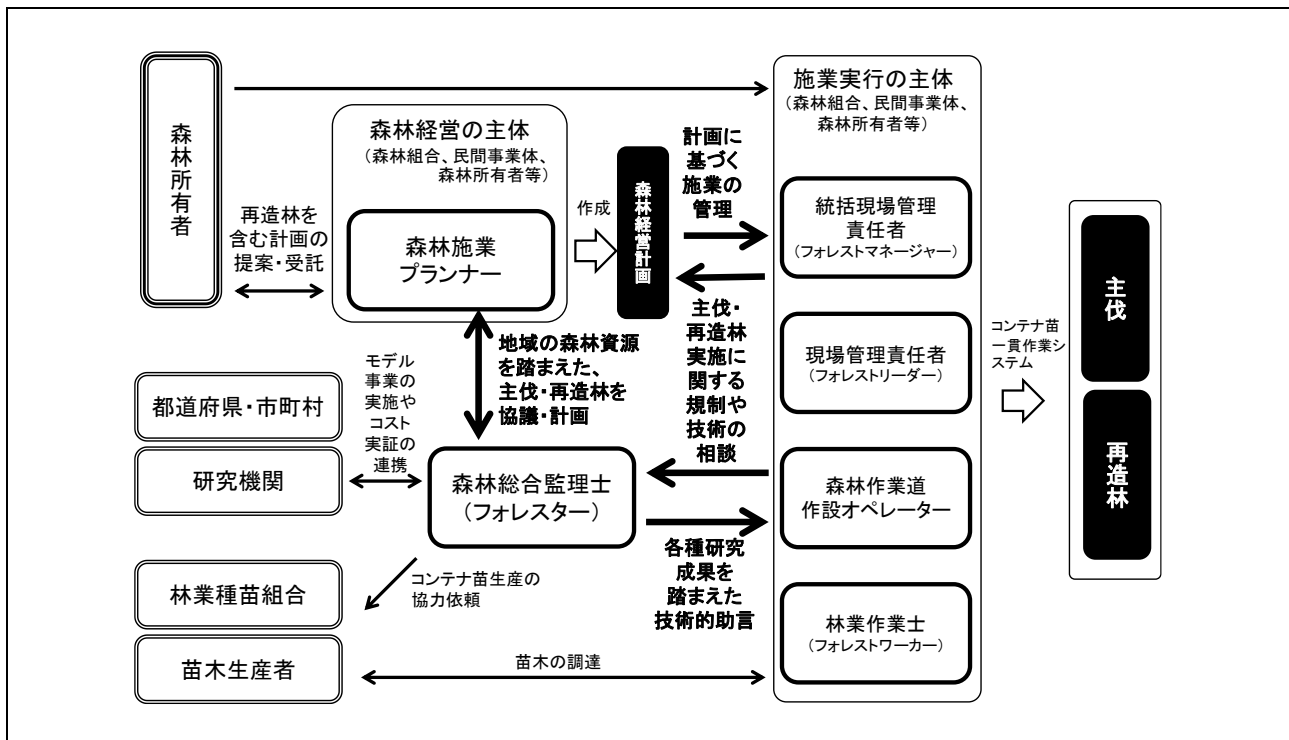 森林所有者
再造林を
含む計画の
提案・受託
森林経営の主体
（森林組合、民間事業体、
森林所有者等）
森林施業
プランナー
作成
森林経営計画
計画に
基づく
施業の
管理
施業実行の主体
（森林組合、民間事業体、
森林所有者等）
統括現場管理
責任者
（フォレストマネージャー）
現場管理責任者
（フォレストリーダー）
森林作業道
作設オペレーター
林業作業士
（フォレストワーカー）
主伐・
再造林
実施に
関する
規制や
技術の
相談
コンテナ苗
一貫作業シ
ステム
主伐
再造林
地域の森林資源
を踏まえた、
主伐・再造林を
協議・計画
モデル
事業の
実施や
コスト
実証の
連携
都道府県・市町村
研究機関
森林総合監理士
（フォレスター）
各種研究
成果を
踏まえた
技術的助言
コンテナ苗生産の
協力依頼
林業種苗組合
苗木生産者
苗木の調達